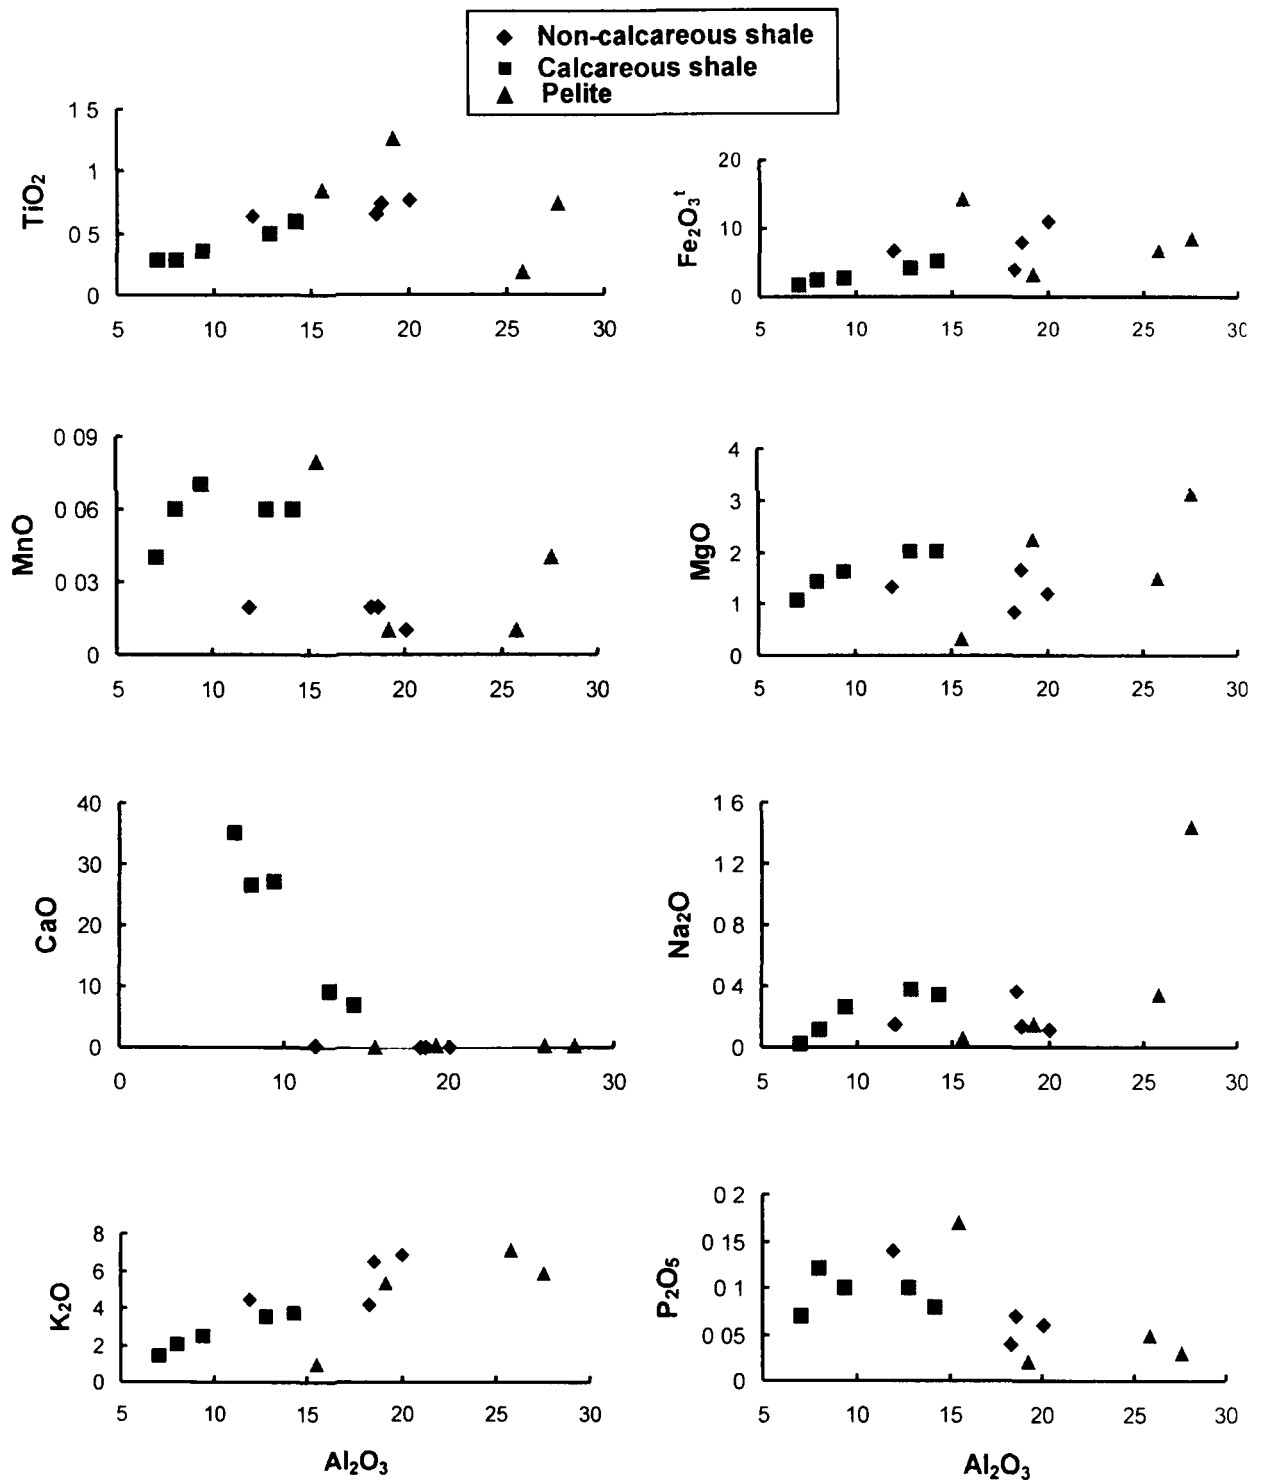 Non-calcareous shale
Calcareous shale
Pelite
TiO₂
1 5
1
0 5
0
5 10 15 20 25 30
Fe₂O₃ᵗ
20
10
0
5 10 15 20 25 30
MnO
0 09
0 06
0 03
0
5 10 15 20 25 30
MgO
4
3
2
1
0
5 10 15 20 25 30
CaO
40
30
20
10
0
0 10 20 30
Na₂O
1 6
1 2
0 8
0 4
0
5 10 15 20 25 30
K₂O
8
6
4
2
0
5 10 15 20 25 30
Al₂O₃
P₂O₅
0 2
0 15
0 1
0 05
0
5 10 15 20 25 30
Al₂O₃